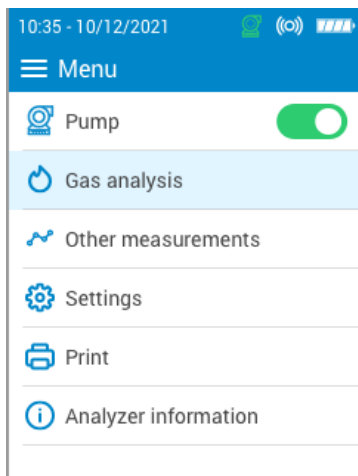 10:35 - 10/12/2021
Menu
Pump
Gas analysis
Other measurements
Settings
Print
Analyzer information